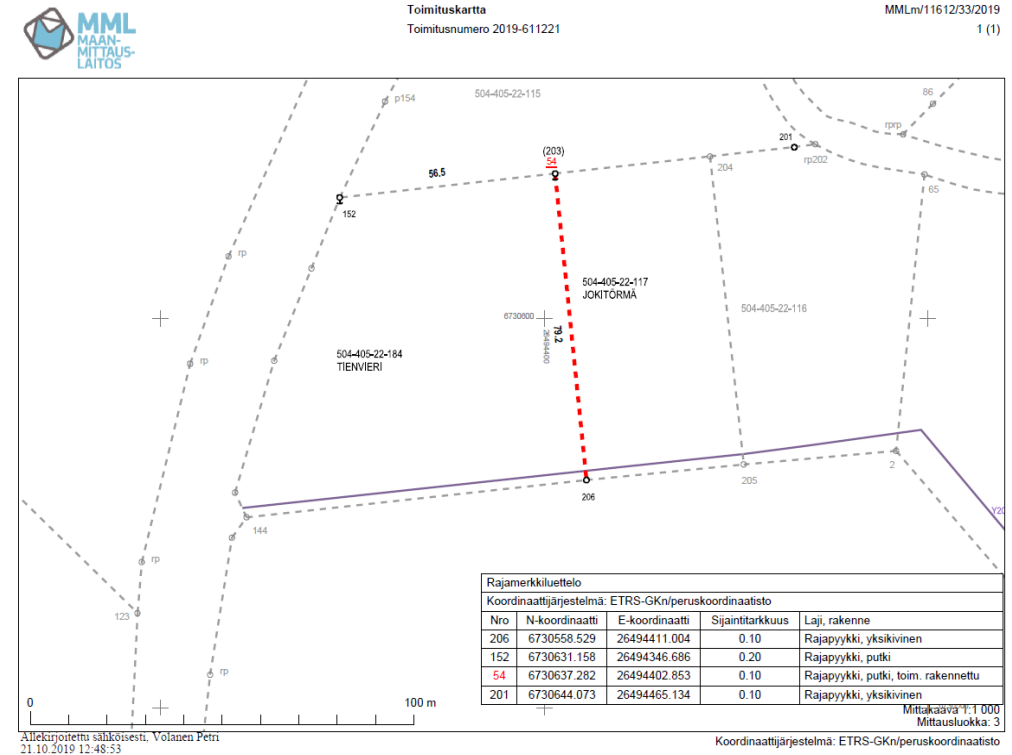 MML
MAAN-
MITTAUS-
LAITOS
Toimituskartta
Toimitusnumero 2019-611221
MMLm/11612/33/2019
1 (1)
p154
504-405-22-115
86
rprp
201
rp202
(203)
54
204
65
56.5
152
rp
504-405-22-117
JOKITÖRMÄ
504-405-22-116
6730600
26494400
79.2
504-405-22-184
TIENVIERI
rp
2
205
206
144
Y20
rp
123
rp
Rajamerkkiluettelo
Koordinaattijärjestelmä: ETRS-GKn/peruskoordinaatisto
Nro N-koordinaatti E-koordinaatti Sijaintitarkkuus Laji, rakenne
206 6730558.529 26494411.004 0.10 Rajapyykki, yksikivinen
152 6730631.158 26494346.686 0.20 Rajapyykki, putki
54 6730637.282 26494402.853 0.10 Rajapyykki, putki, toim. rakennettu
201 6730644.073 26494465.134 0.10 Rajapyykki, yksikivinen
0
100 m
Mittakaava 1:1 000
Mittausluokka: 3
Allekirjoitettu sähköisesti, Volanen Petri
21.10.2019 12:48:53
Koordinaattijärjestelmä: ETRS-GKn/peruskoordinaatisto